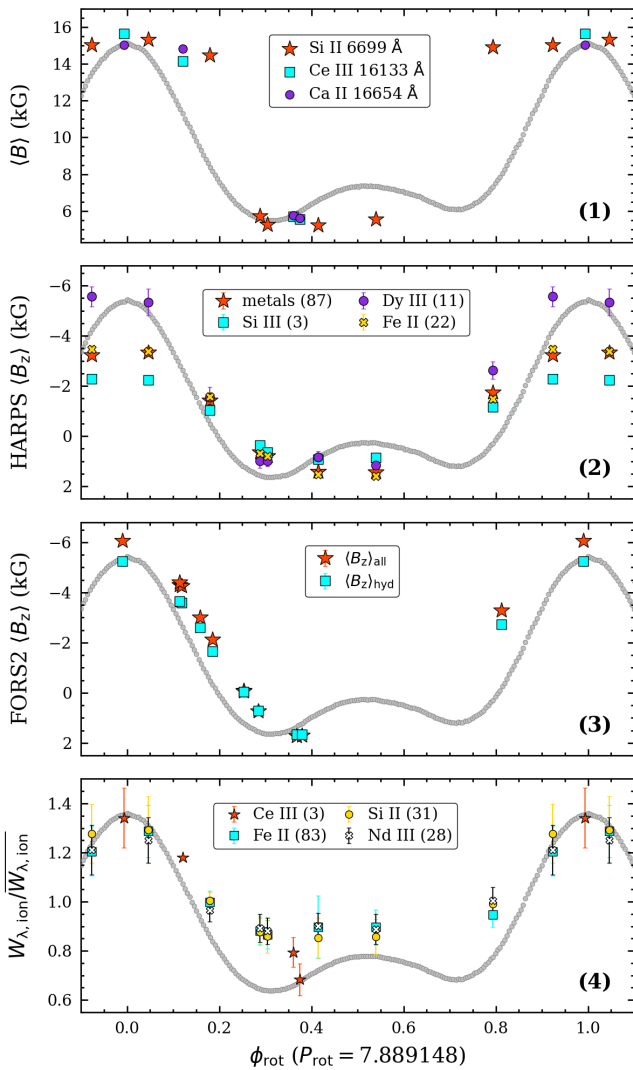 16
14
12
10
8
6
⟨B⟩ (kG)
Si II 6699 Å
Ce III 16133 Å
Ca II 16654 Å
(1)
−6
−4
−2
0
2
HARPS ⟨Bz⟩ (kG)
metals (87) Dy III (11)
Si III (3) Fe II (22)
(2)
−6
−4
−2
0
2
FORS2 ⟨Bz⟩ (kG)
⟨Bz⟩all
⟨Bz⟩hyd
(3)
1.4
1.2
1.0
0.8
0.6
Wλ, ion/Wλ, ion
Ce III (3) Si II (31)
Fe II (83) Nd III (28)
(4)
0.0 0.2 0.4 0.6 0.8 1.0
ϕrot (Prot = 7.889148)